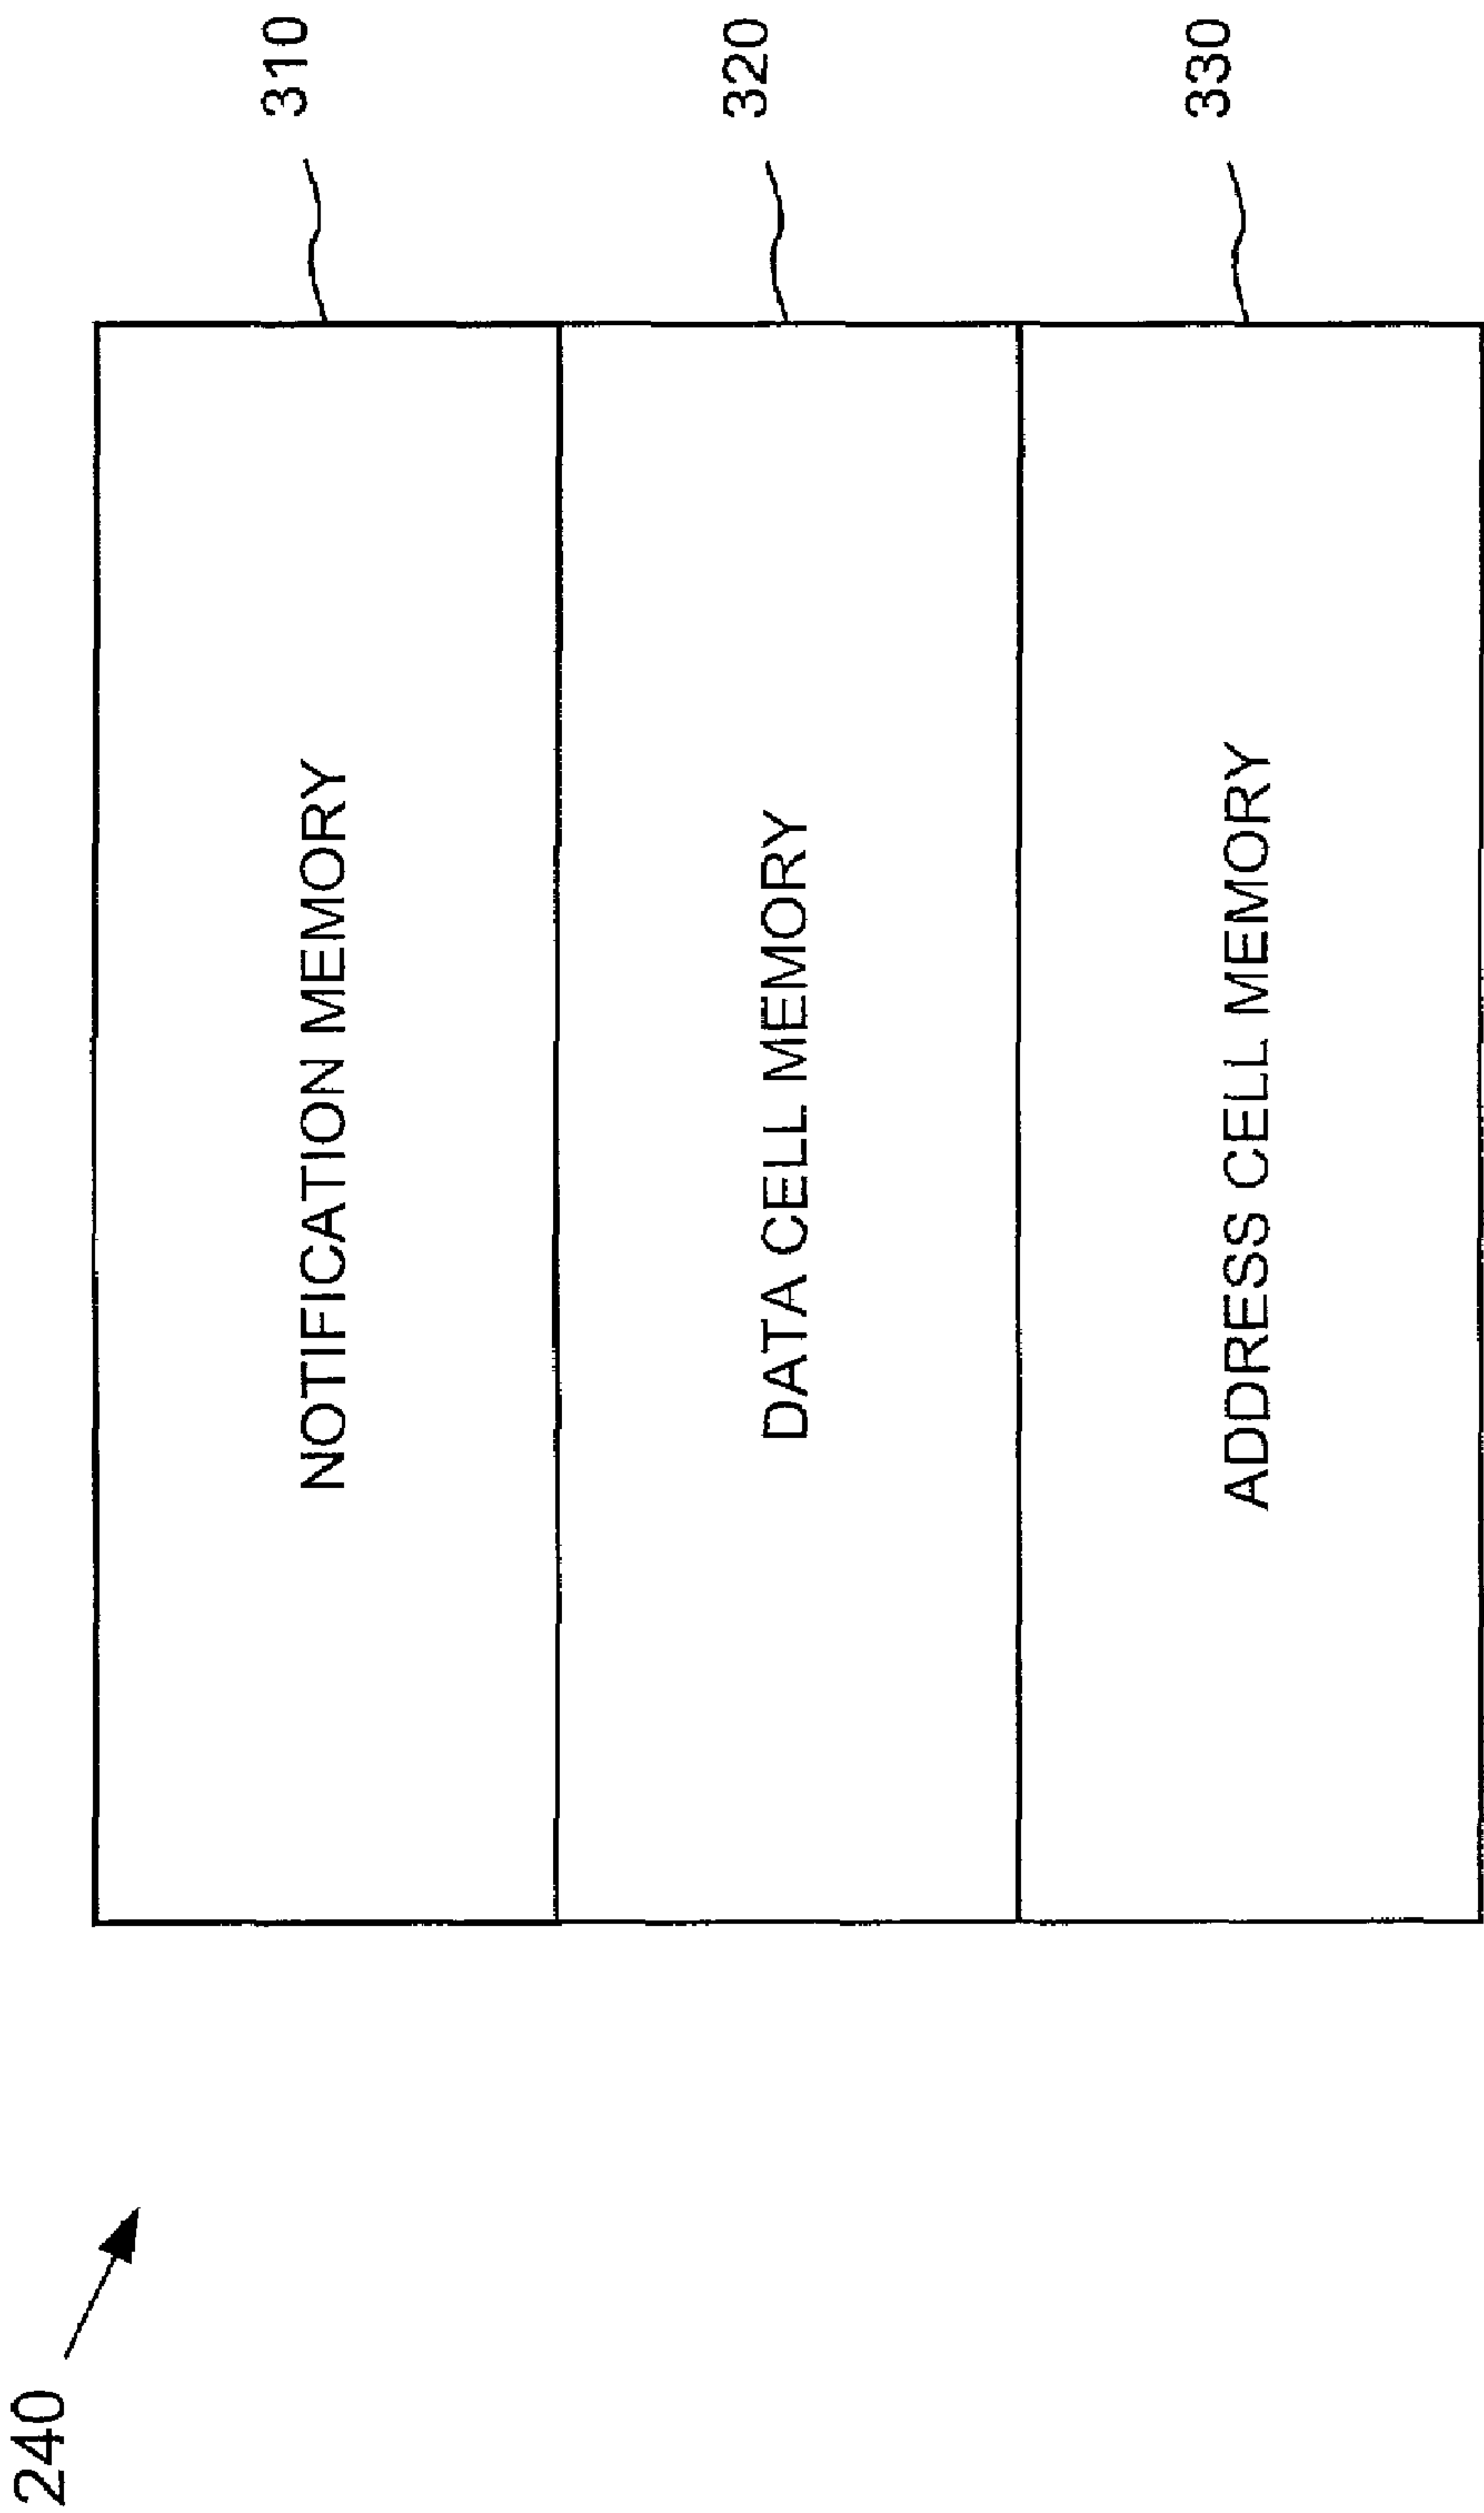 240
NOTIFICATION MEMORY
310
DATA CELL MEMORY
320
ADDRESS CELL MEMORY
330